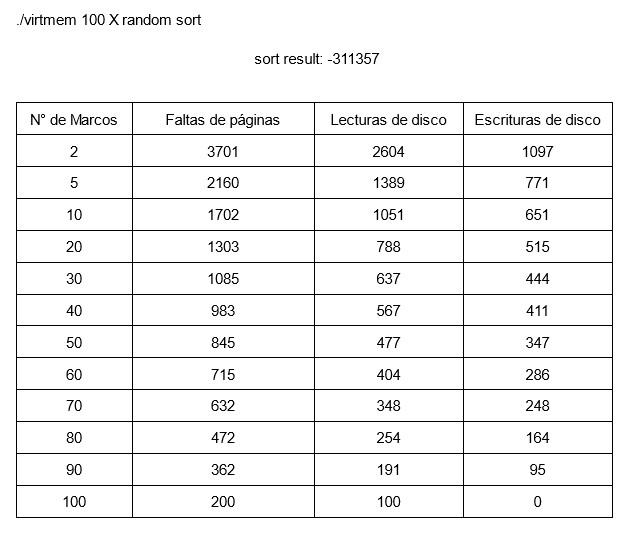 ./virtmem 100 X random sort
sort result: -311357
N° de Marcos Faltas de páginas Lecturas de disco Escrituras de disco
2 3701 2604 1097
5 2160 1389 771
10 1702 1051 651
20 1303 788 515
30 1085 637 444
40 983 567 411
50 845 477 347
60 715 404 286
70 632 348 248
80 472 254 164
90 362 191 95
100 200 100 0